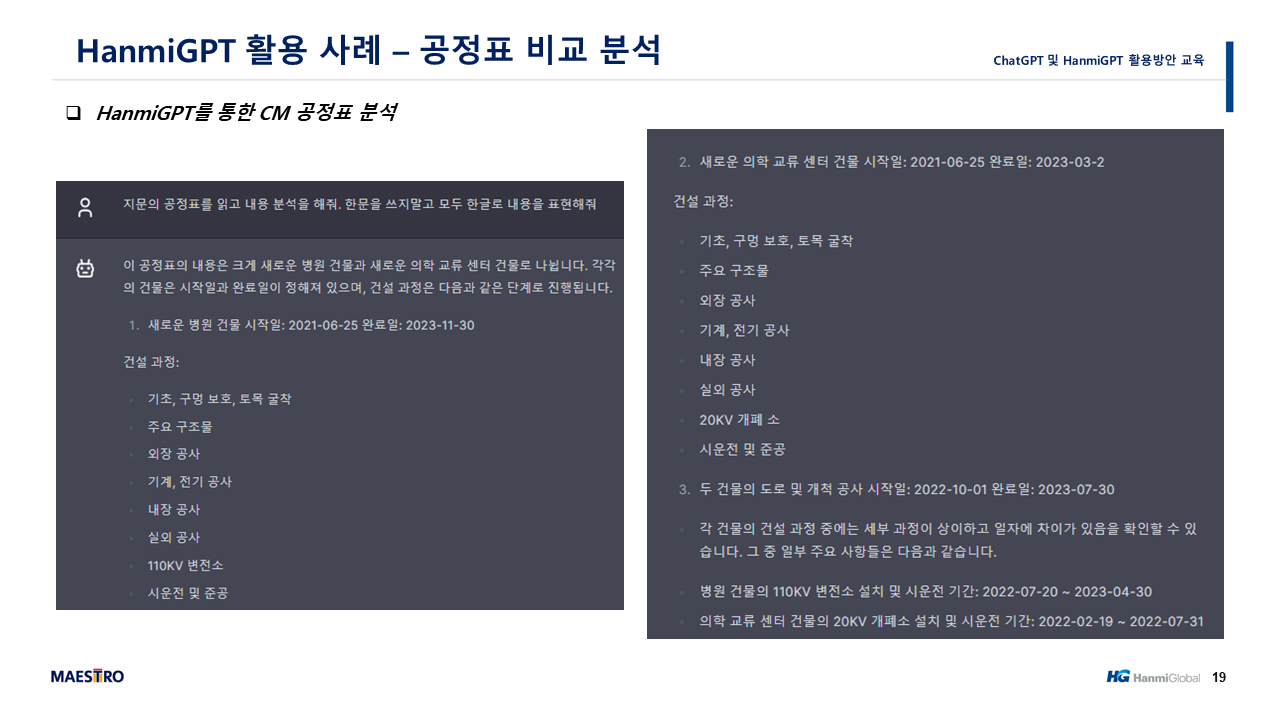 HanmiGPT 활용 사례 – 공정표 비교 분석
ChatGPT 및 HanmiGPT 활용방안 교육
HanmiGPT를 통한 CM 공정표 분석
지문의 공정표를 읽고 내용 분석을 해줘. 한문을 쓰지말고 모두 한글로 내용을 표현해줘
이 공정표의 내용은 크게 새로운 병원 건물과 새로운 의학 교류 센터 건물로 나뉩니다. 각각
의 건물은 시작일과 완료일이 정해져 있으며, 건설 과정은 다음과 같은 단계로 진행됩니다.
1. 새로운 병원 건물 시작일: 2021-06-25 완료일: 2023-11-30
건설 과정:
기초, 구멍 보호, 토목 굴착
주요 구조물
외장 공사
기계, 전기 공사
내장 공사
실외 공사
110KV 변전소
시운전 및 준공
2. 새로운 의학 교류 센터 건물 시작일: 2021-06-25 완료일: 2023-03-2
건설 과정:
기초, 구멍 보호, 토목 굴착
주요 구조물
외장 공사
기계, 전기 공사
내장 공사
실외 공사
20KV 개폐 소
시운전 및 준공
3. 두 건물의 도로 및 개척 공사 시작일: 2022-10-01 완료일: 2023-07-30
각 건물의 건설 과정 중에는 세부 과정이 상이하고 일자에 차이가 있음을 확인할 수 있
습니다. 그 중 일부 주요 사항들은 다음과 같습니다.
병원 건물의 110KV 변전소 설치 및 시운전 기간: 2022-07-20 ~ 2023-04-30
의학 교류 센터 건물의 20KV 개폐소 설치 및 시운전 기간: 2022-02-19 ~ 2022-07-31
MAESTRO
HG HanmiGlobal 19